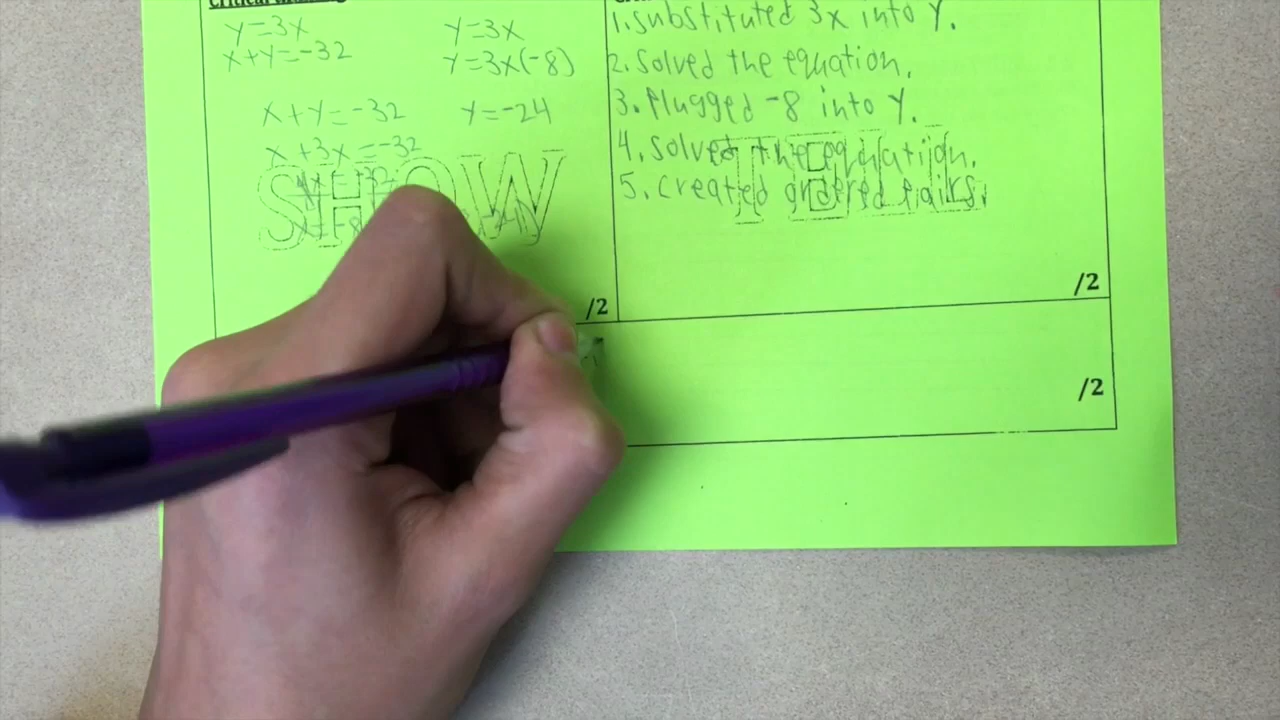 y=3x
x+y=-32
x+y=-32
x+3x=-32
y=3x
y=3x(-8)
y=-24
SHOW
/2
1. substituted 3x into y.
2. Solved the equation.
3. Plugged -8 into y.
4. Solved the equation.
5. Created ordered pairs.
TELL
/2
/2